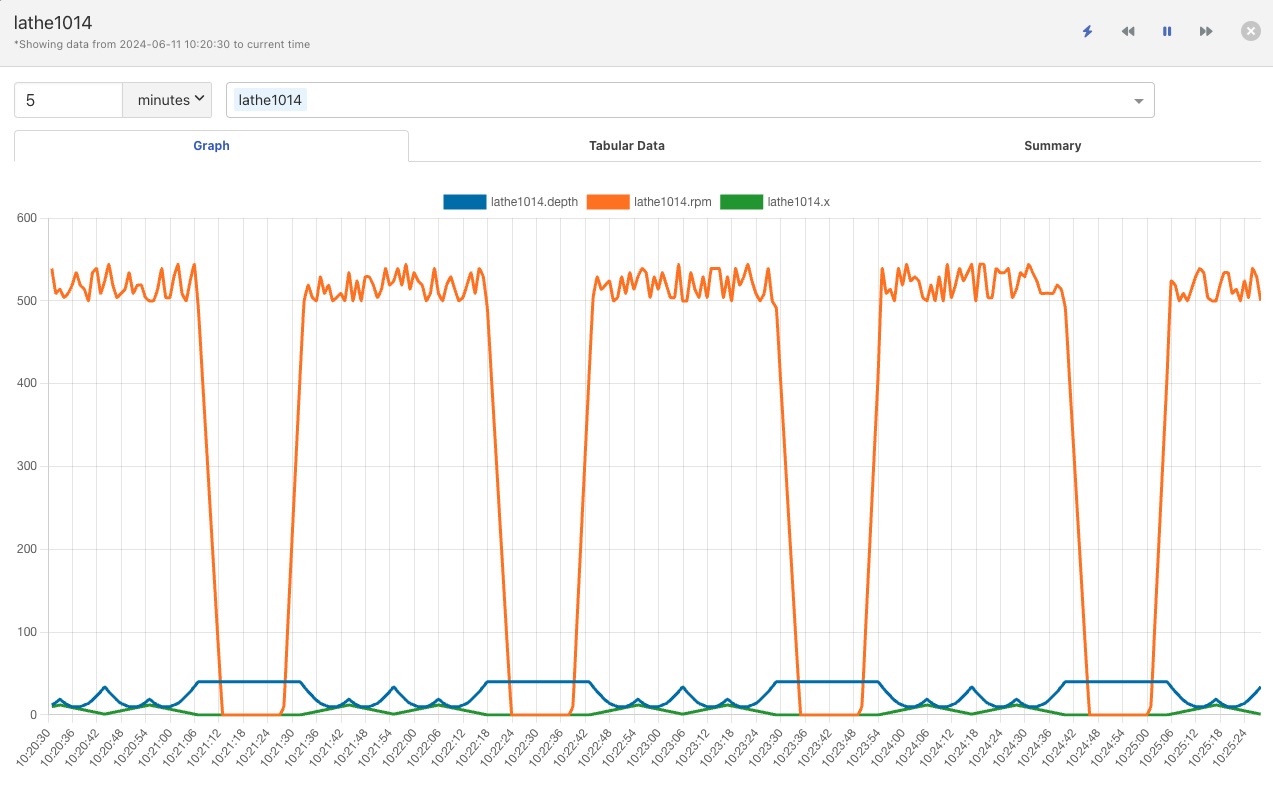 lathe1014
*Showing data from 2024-06-11 10:20:30 to current time
5 minutes lathe1014
Graph Tabular Data Summary
lathe1014.depth lathe1014.rpm lathe1014.x
600
500
400
300
200
100
0
10:20:30 10:20:36 10:20:42 10:20:48 10:20:54 10:21:00 10:21:06 10:21:12 10:21:18 10:21:24 10:21:30 10:21:36 10:21:42 10:21:48 10:21:54 10:22:00 10:22:06 10:22:12 10:22:18 10:22:24 10:22:30 10:22:36 10:22:42 10:22:48 10:22:54 10:23:00 10:23:06 10:23:12 10:23:18 10:23:24 10:23:30 10:23:36 10:23:42 10:23:48 10:23:54 10:24:00 10:24:06 10:24:12 10:24:18 10:24:24 10:24:30 10:24:36 10:24:42 10:24:48 10:24:54 10:25:00 10:25:06 10:25:12 10:25:18 10:25:24